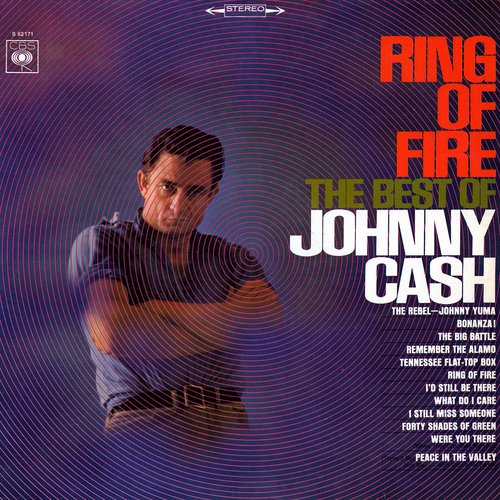 STEREO
S 62171
CBS
RING
OF
FIRE
THE BEST OF
JOHNNY
CASH
THE REBEL—JOHNNY YUMA
BONANZA!
THE BIG BATTLE
REMEMBER THE ALAMO
TENNESSEE FLAT-TOP BOX
RING OF FIRE
I'D STILL BE THERE
WHAT DO I CARE
I STILL MISS SOMEONE
FORTY SHADES OF GREEN
WERE YOU THERE
PEACE IN THE VALLEY